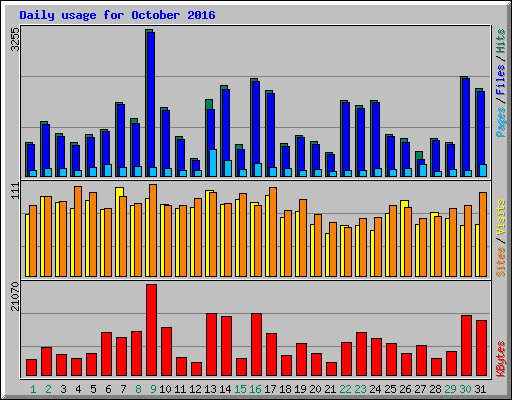 Daily usage for October 2016
3255
Pages / Files / Hits
111
Sites / Visits
21070
KBytes
1 2 3 4 5 6 7 8 9 10 11 12 13 14 15 16 17 18 19 20 21 22 23 24 25 26 27 28 29 30 31